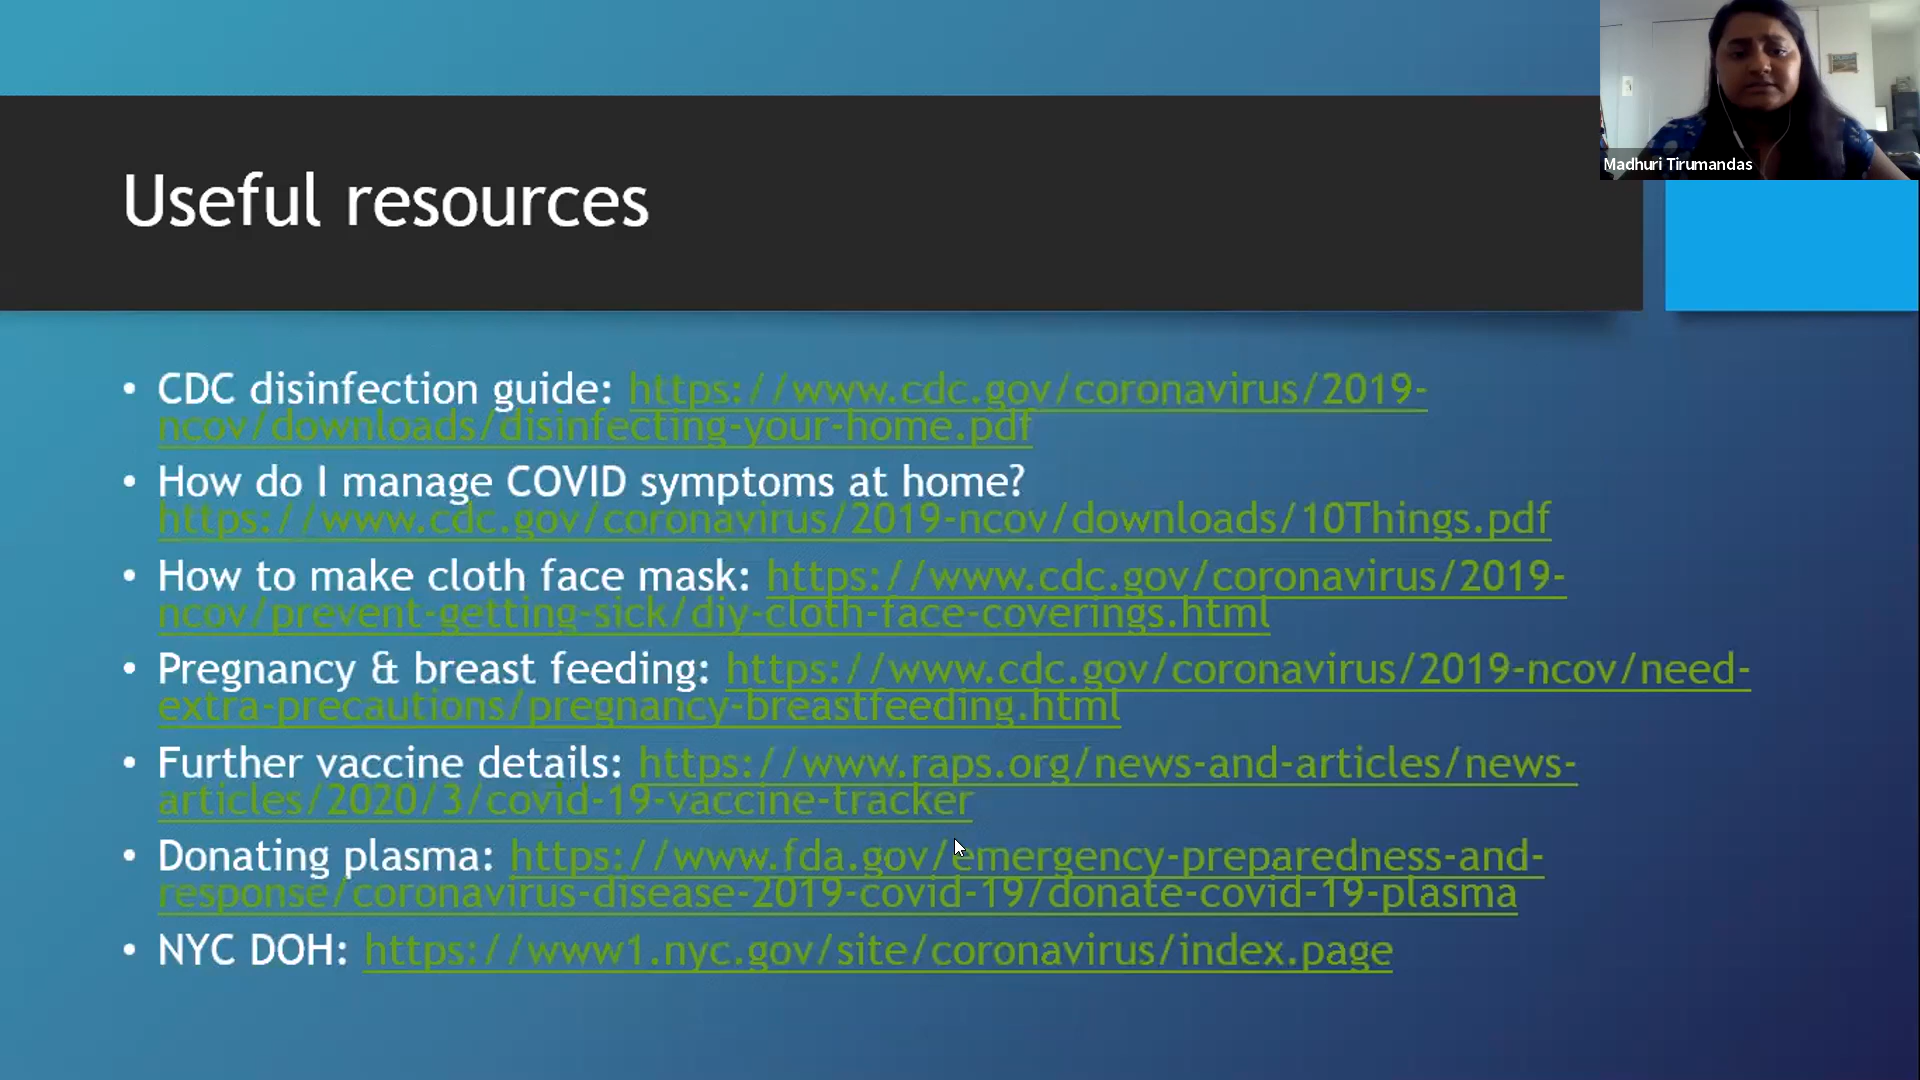 Madhuri Tirumandas
Useful resources
• CDC disinfection guide: https://www.cdc.gov/coronavirus/2019-
ncov/downloads/disinfecting-your-home.pdf
• How do I manage COVID symptoms at home?
https://www.cdc.gov/coronavirus/2019-ncov/downloads/10Things.pdf
• How to make cloth face mask: https://www.cdc.gov/coronavirus/2019-
ncov/prevent-getting-sick/diy-cloth-face-coverings.html
• Pregnancy & breast feeding: https://www.cdc.gov/coronavirus/2019-ncov/need-
extra-precautions/pregnancy-breastfeeding.html
• Further vaccine details: https://www.raps.org/news-and-articles/news-
articles/2020/3/covid-19-vaccine-tracker
• Donating plasma: https://www.fda.gov/emergency-preparedness-and-
response/coronavirus-disease-2019-covid-19/donate-covid-19-plasma
• NYC DOH: https://www1.nyc.gov/site/coronavirus/index.page